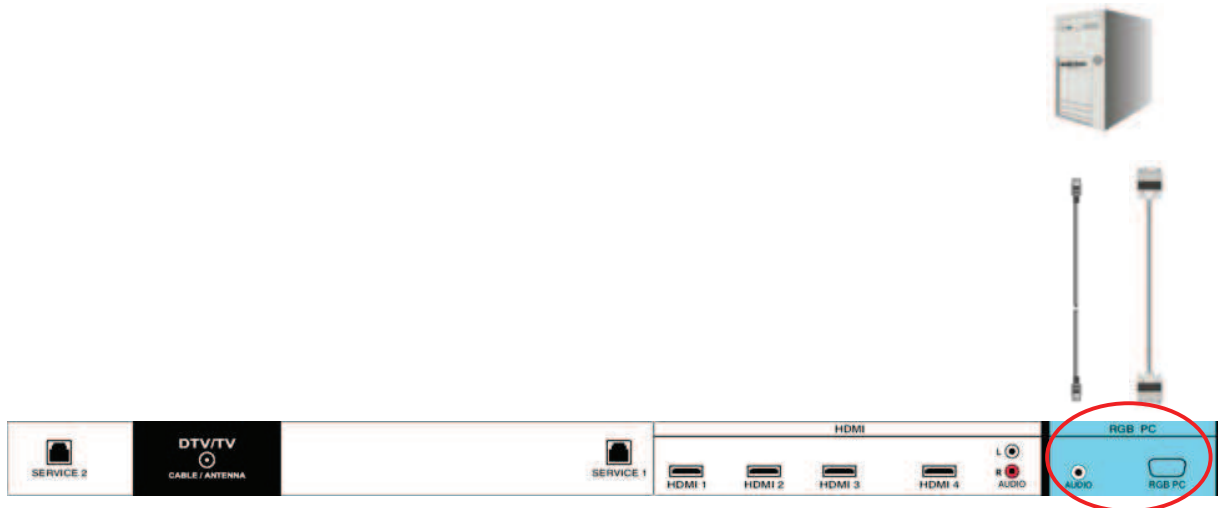 SERVICE 2
DTV/TV
CABLE / ANTENNA
SERVICE 1
HDMI
HDMI 1
HDMI 2
HDMI 3
HDMI 4
L
R
AUDIO
RGB PC
AUDIO
RGB PC